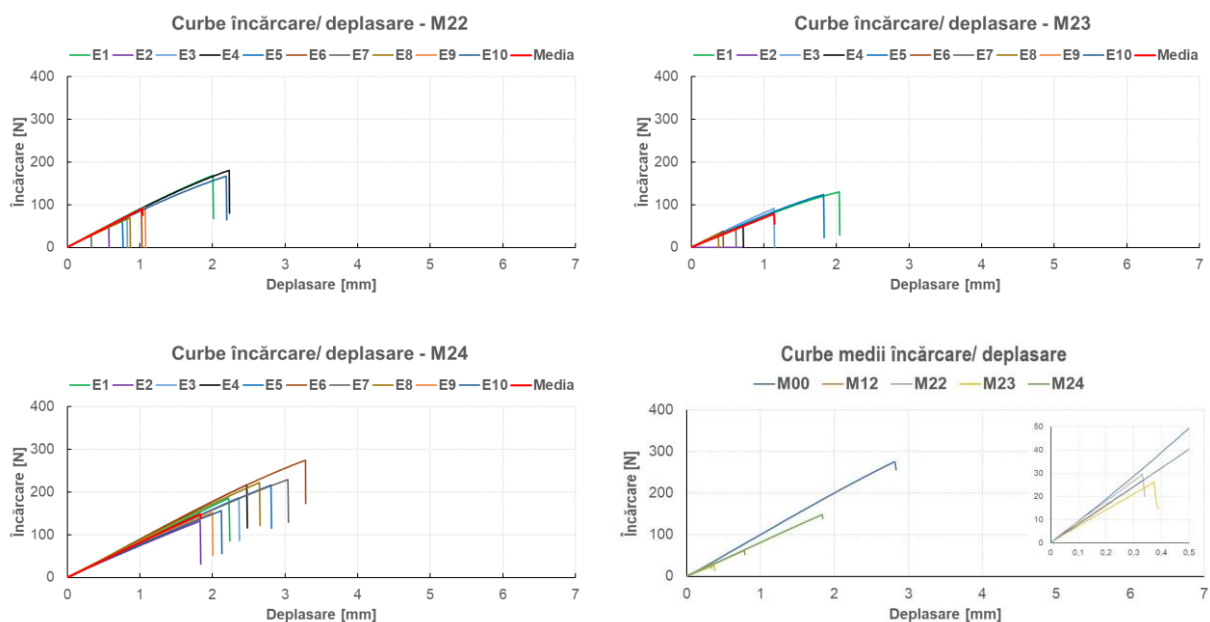 Curbe încărcare/ deplasare - M22
E1 E2 E3 E4 E5 E6 E7 E8 E9 E10 Media
400
300
200
100
0
Încărcare [N]
0 1 2 3 4 5 6 7
Deplasare [mm]
Curbe încărcare/ deplasare - M23
E1 E2 E3 E4 E5 E6 E7 E8 E9 E10 Media
400
300
200
100
0
Încărcare [N]
0 1 2 3 4 5 6 7
Deplasare [mm]
Curbe încărcare/ deplasare - M24
E1 E2 E3 E4 E5 E6 E7 E8 E9 E10 Media
400
300
200
100
0
Încărcare [N]
0 1 2 3 4 5 6 7
Deplasare [mm]
Curbe medii încărcare/ deplasare
M00 M12 M22 M23 M24
400
300
200
100
0
Încărcare [N]
50
40
30
20
10
0
0 0,1 0,2 0,3 0,4 0,5
0 1 2 3 4 5 6 7
Deplasare [mm]